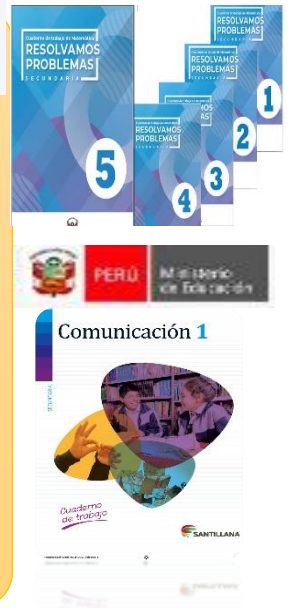 Cuaderno de trabajo de Matemática
RESOLVAMOS
PROBLEMAS
SECUNDARIA
5
RESOLVAMOS
PROBLEMAS
4
RESOLVAMOS
3
RESOLVAMOS
PROBLEMAS
2
RESOLVAMOS
PROBLEMAS
1
PERÚ
Ministerio
de Educación
Comunicación 1
SECUNDARIA
Cuaderno
de trabajo
SANTILLANA